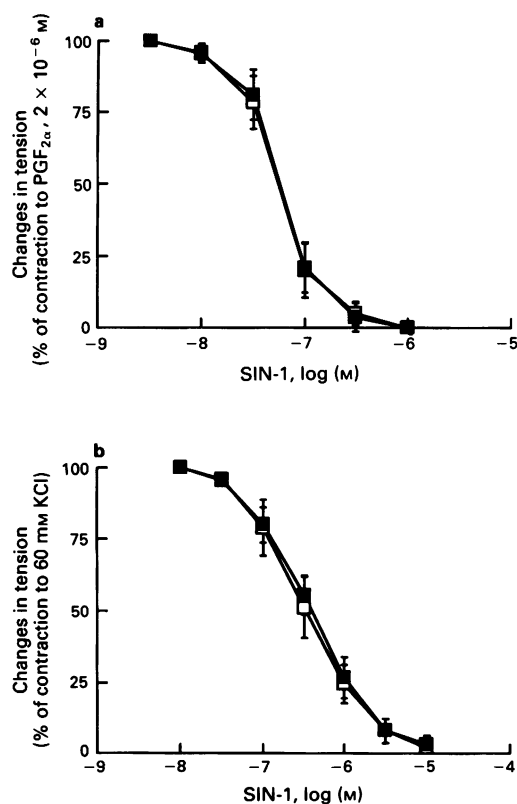 a
Changes in tension
(% of contraction to PGF2α, 2 × 10⁻⁶ M)
100
75
50
25
0
−9
−8
−7
−6
−5
SIN-1, log (M)
b
Changes in tension
(% of contraction to 60 mM KCl)
100
75
50
25
0
−9
−8
−7
−6
−5
−4
SIN-1, log (M)